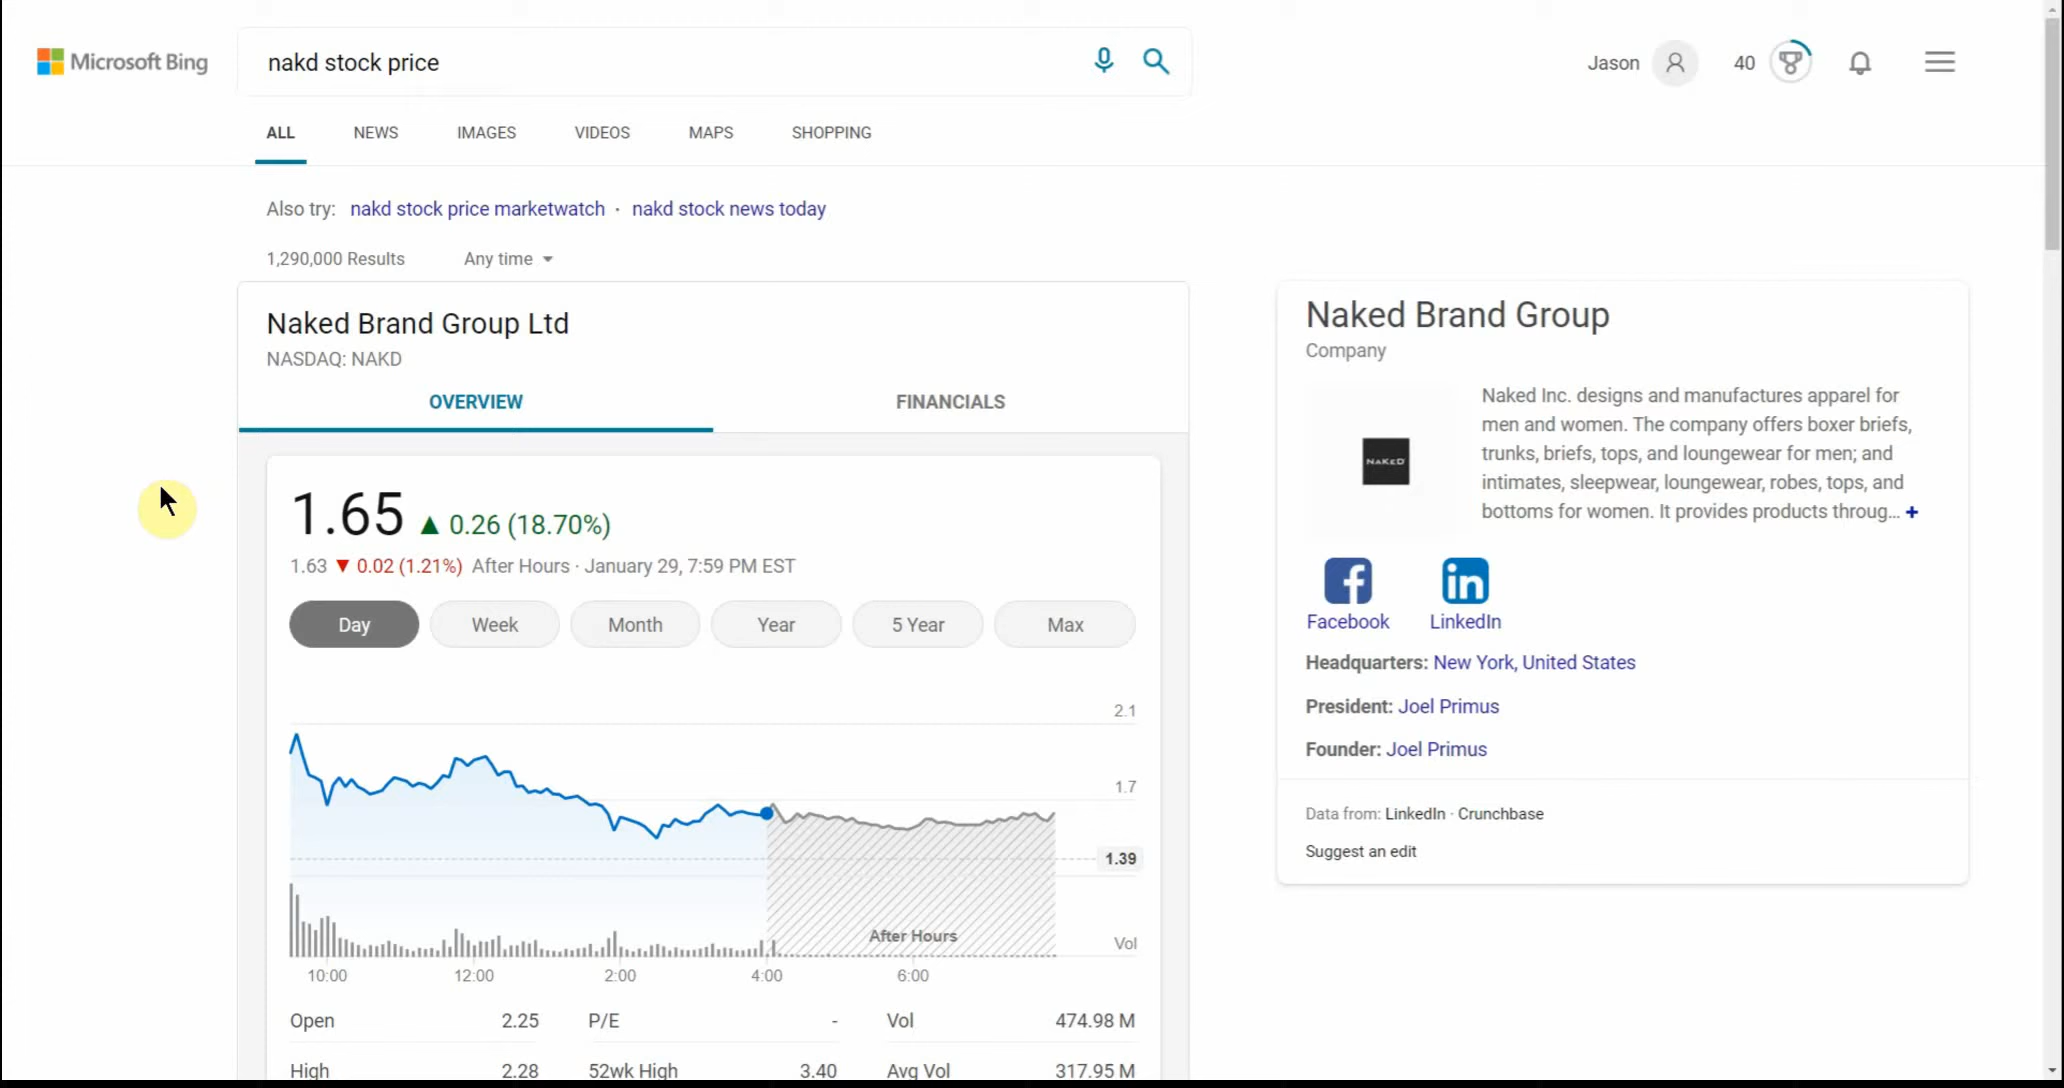 Microsoft Bing
nakd stock price
Jason
40
ALL NEWS IMAGES VIDEOS MAPS SHOPPING
Also try: nakd stock price marketwatch · nakd stock news today
1,290,000 Results Any time
Naked Brand Group Ltd
NASDAQ: NAKD
OVERVIEW FINANCIALS
1.65 ▲ 0.26 (18.70%)
1.63 ▼ 0.02 (1.21%) After Hours · January 29, 7:59 PM EST
Day Week Month Year 5 Year Max
2.1
1.7
1.39
After Hours
Vol
10:00 12:00 2:00 4:00 6:00
Open 2.25 P/E - Vol 474.98 M
High 2.28 52wk High 3.40 Avg Vol 317.95 M
Naked Brand Group
Company
NAKED
Naked Inc. designs and manufactures apparel for
men and women. The company offers boxer briefs,
trunks, briefs, tops, and loungewear for men; and
intimates, sleepwear, loungewear, robes, tops, and
bottoms for women. It provides products throug... +
Facebook LinkedIn
Headquarters: New York, United States
President: Joel Primus
Founder: Joel Primus
Data from: LinkedIn · Crunchbase
Suggest an edit